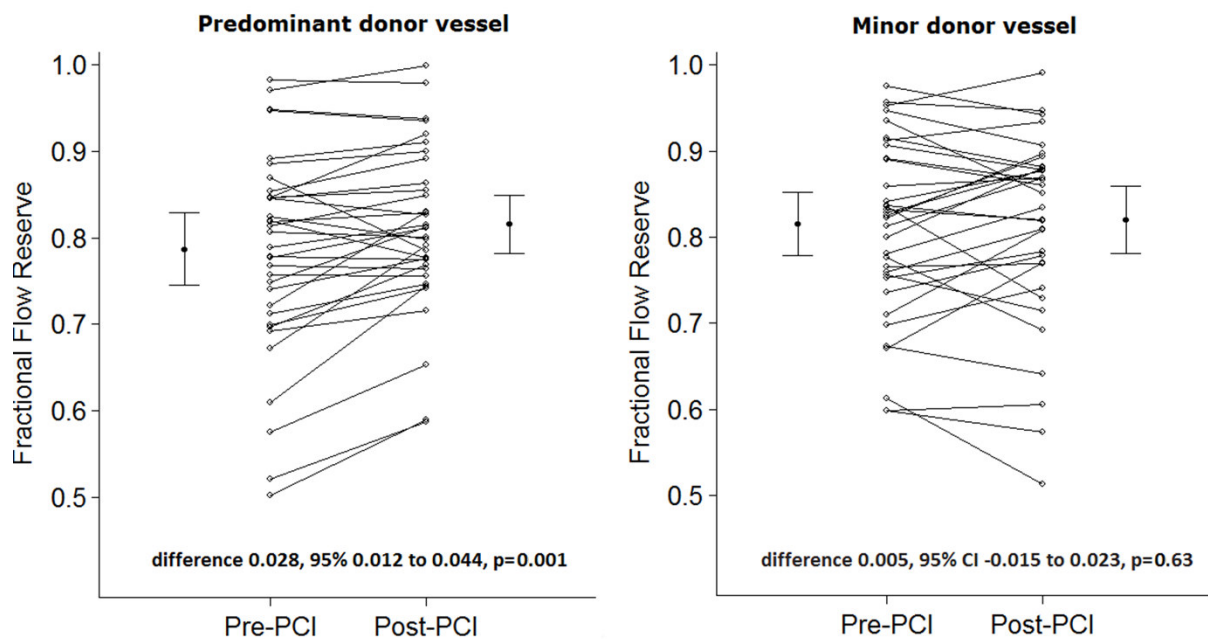 Predominant donor vessel
Fractional Flow Reserve
1.0
0.9
0.8
0.7
0.6
0.5
difference 0.028, 95% 0.012 to 0.044, p=0.001
Pre-PCI Post-PCI
Minor donor vessel
Fractional Flow Reserve
1.0
0.9
0.8
0.7
0.6
0.5
difference 0.005, 95% CI -0.015 to 0.023, p=0.63
Pre-PCI Post-PCI